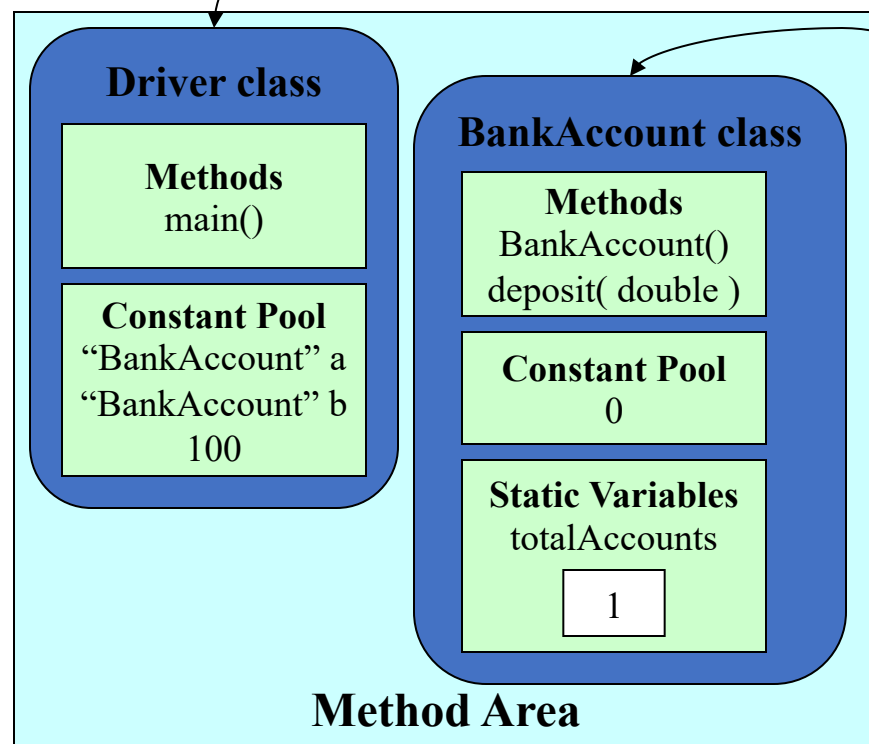 Driver class
Methods
main()
Constant Pool
“BankAccount” a
“BankAccount” b
100
BankAccount class
Methods
BankAccount()
deposit( double )
Constant Pool
0
Static Variables
totalAccounts
1
Method Area